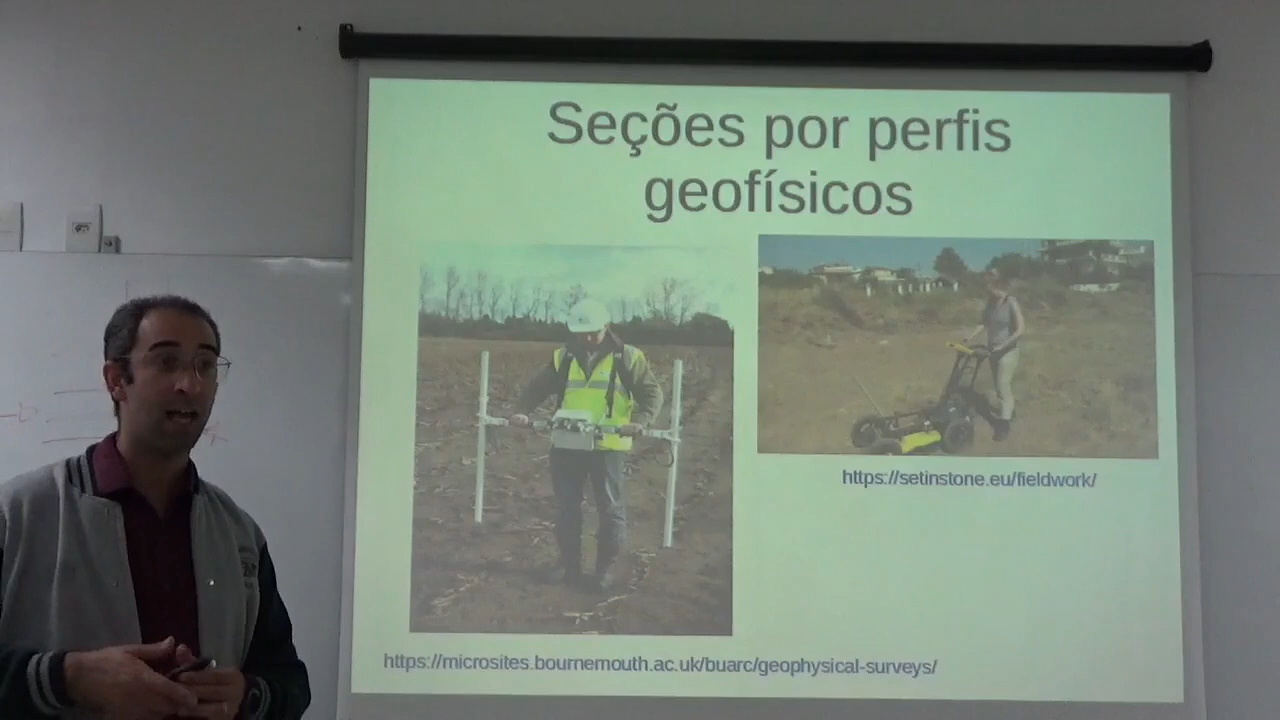 Seções por perfis
geofísicos
https://setinstone.eu/fieldwork/
https://microsites.bournemouth.ac.uk/buarc/geophysical-surveys/